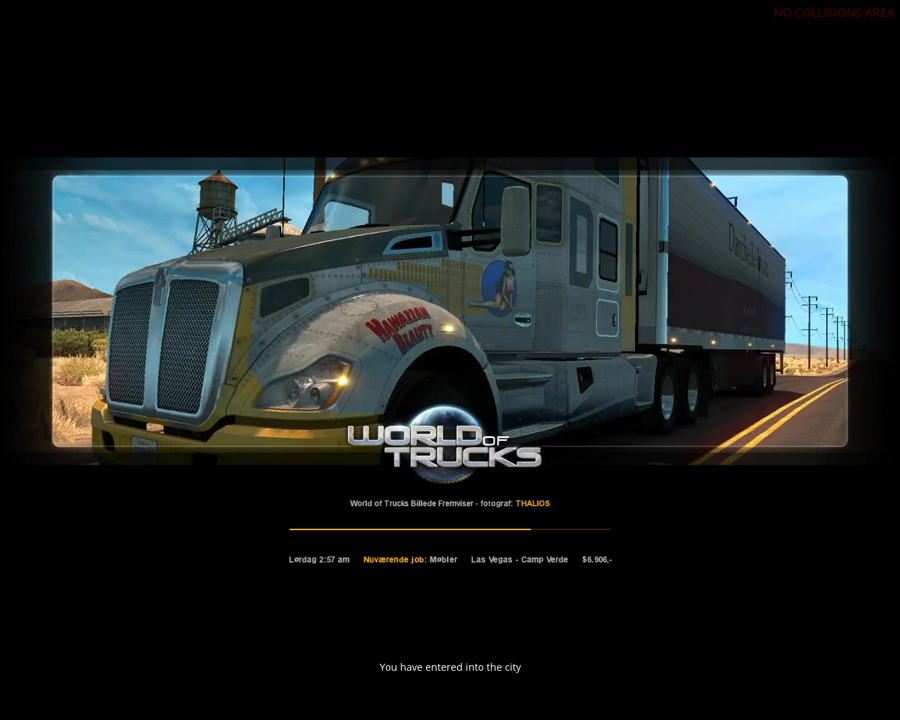 NO COLLISIONS AREA
HAWAIIAN
BEAUTY
WORLD OF
TRUCKS
World of Trucks Billede Fremviser - fotograf: THALIOS
Lørdag 2:57 am Nuværende job: Møbler Las Vegas - Camp Verde $6.906,-
You have entered into the city